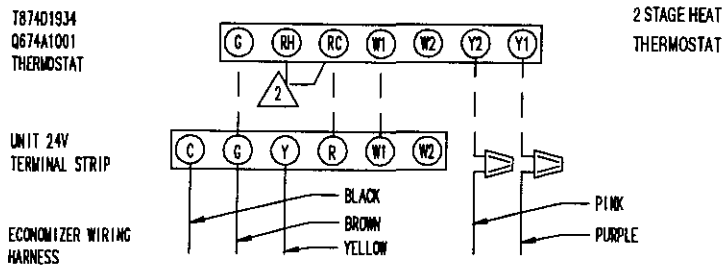 T874D1934
Q674A1001
THERMOSTAT
G RH RC W1 W2 Y2 Y1
2 STAGE HEAT
THERMOSTAT
2
UNIT 24V
TERMINAL STRIP
C G Y R W1 W2
BLACK
BROWN
YELLOW
PINK
PURPLE
ECONOMIZER WIRING
HARNESS